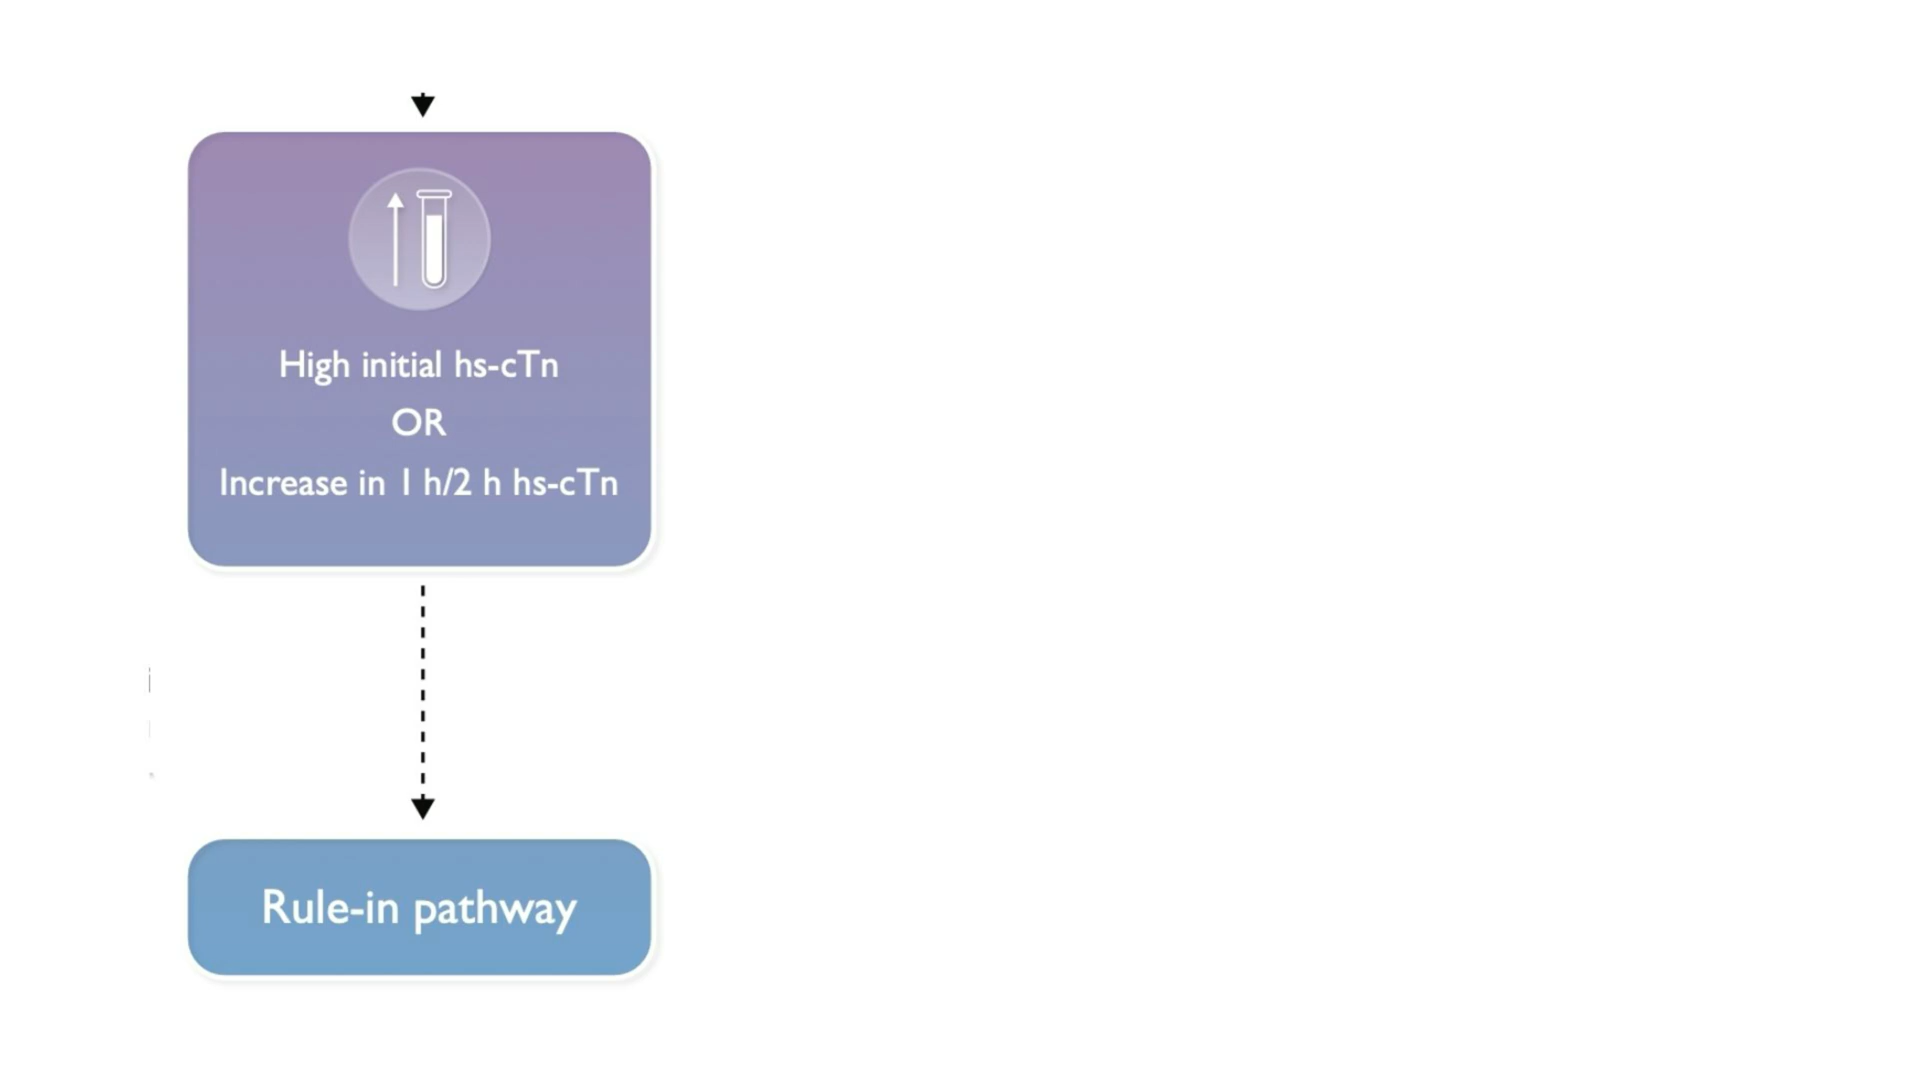 High initial hs-cTn
OR
Increase in 1 h/2 h hs-cTn
Rule-in pathway